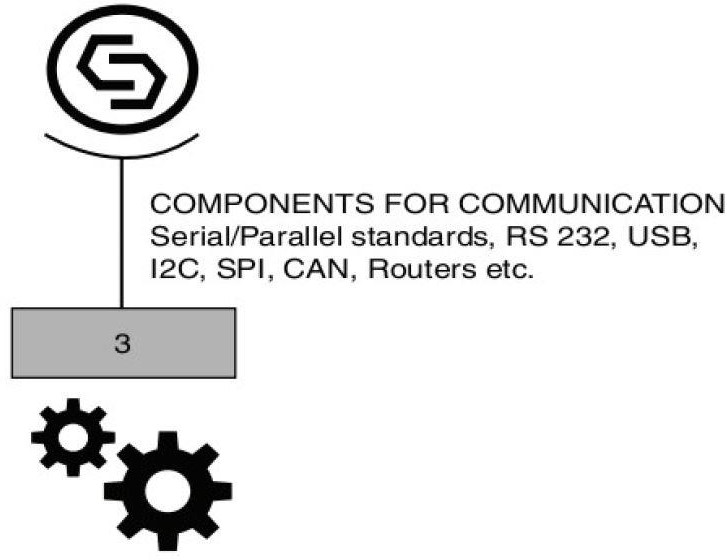 COMPONENTS FOR COMMUNICATION
Serial/Parallel standards, RS 232, USB,
I2C, SPI, CAN, Routers etc.
3